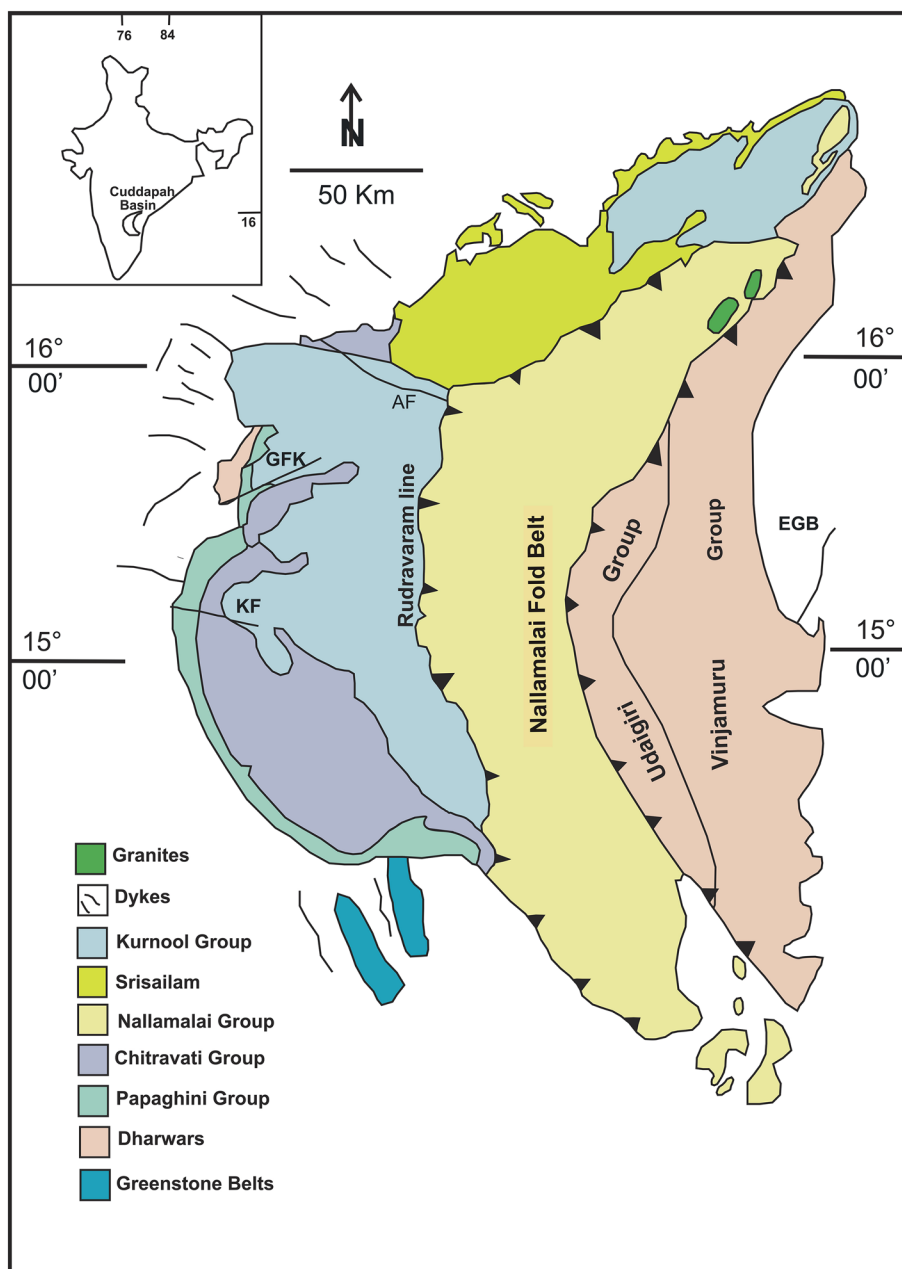 76 84
Cuddapah
Basin
16
N
50 Km
16°
00’
16°
00’
AF
GFK
Rudravaram line
Nallamalai Fold Belt
Group
Group
EGB
KF
15°
00’
15°
00’
Udaigiri
Vinjamuru
Granites
Dykes
Kurnool Group
Srisailam
Nallamalai Group
Chitravati Group
Papaghini Group
Dharwars
Greenstone Belts